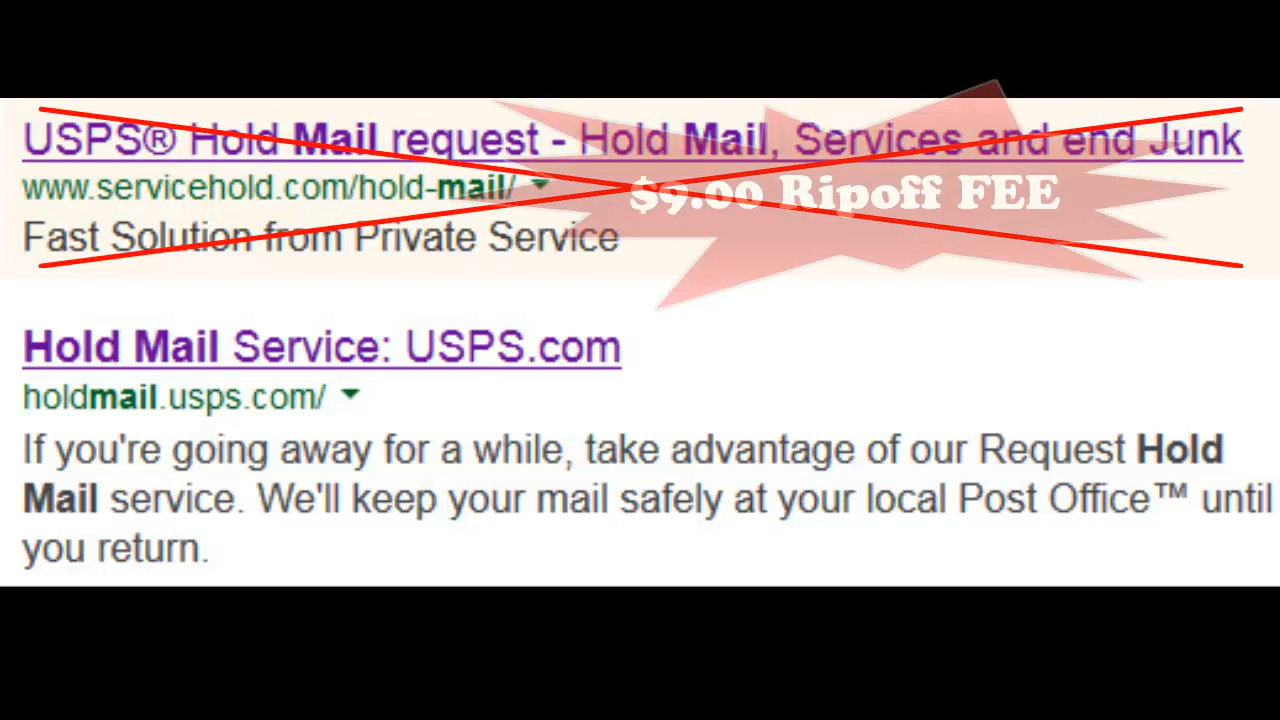 USPS® Hold Mail request - Hold Mail, Services and end Junk
www.servicehold.com/hold-mail/
$9.00 Ripoff FEE
Fast Solution from Private Service
Hold Mail Service: USPS.com
holdmail.usps.com/
If you're going away for a while, take advantage of our Request Hold
Mail service. We'll keep your mail safely at your local Post Office™ until
you return.